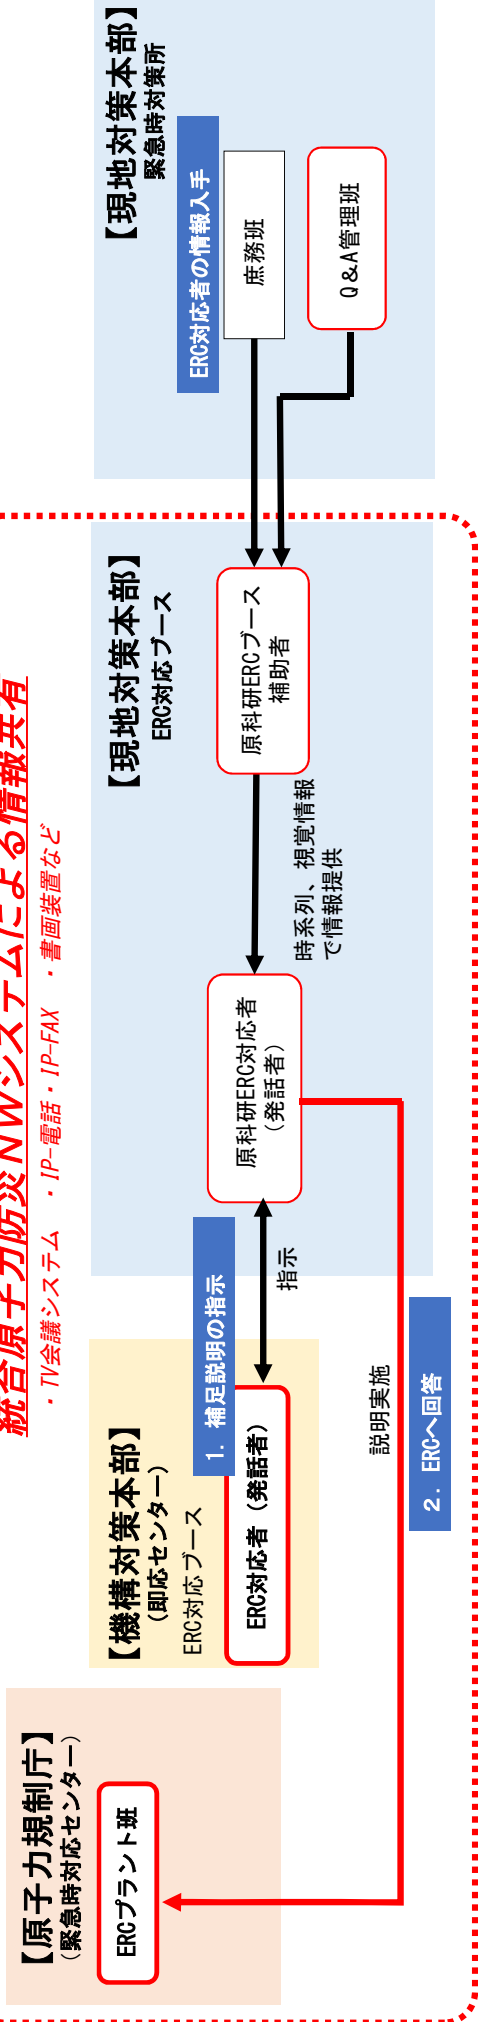 統合原子力防災NWシステムによる情報共有
・TV会議システム ・IP-電話・IP-FAX ・書画装置など
【原子力規制庁】
(緊急時対応センター)
ERCプラント班
【機構対策本部】
(即応センター)
ERC対応ブース
1. 補足説明の指示
ERC対応者（発話者）
指示
説明実施
2. ERCへ回答
【現地対策本部】
ERC対応ブース
原科研ERC対応者
（発話者）
時系列、視覚情報
で情報提供
原科研ERCブース
補助者
【現地対策本部】
緊急時対策所
ERC対応者の情報入手
庶務班
Q&A管理班